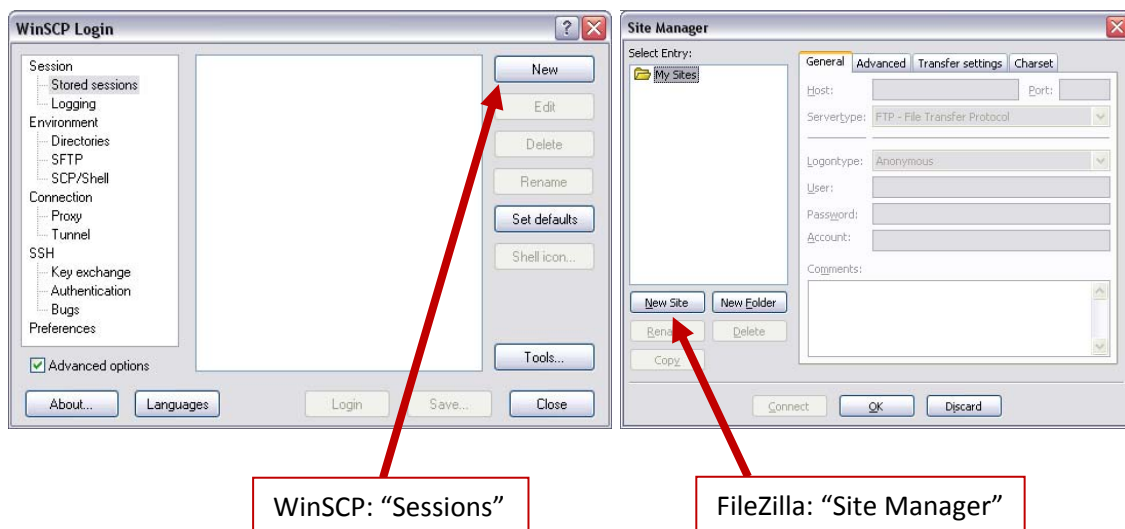 WinSCP Login
Session
Stored sessions
Logging
Environment
Directories
SFTP
SCP/Shell
Connection
Proxy
Tunnel
SSH
Key exchange
Authentication
Bugs
Preferences
Advanced options
New
Edit
Delete
Rename
Set defaults
Shell icon...
Tools...
About...
Languages
Login
Save...
Close
Site Manager
Select Entry:
My Sites
New Site
New Folder
Delete
Copy
General Advanced Transfer settings Charset
Host: Port:
Servertype: FTP - File Transfer Protocol
Logontype: Anonymous
User:
Password:
Account:
Comments:
Connect
OK
Discard
WinSCP: “Sessions”
FileZilla: “Site Manager”